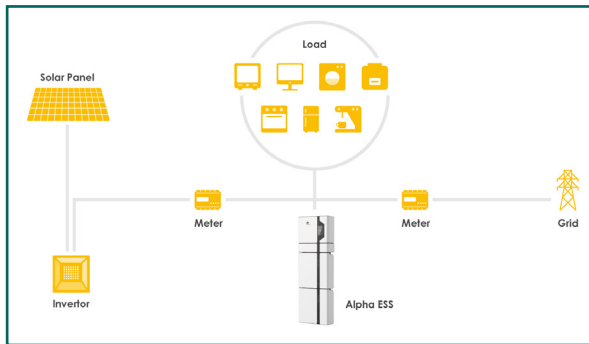 Load
Solar Panel
Meter
Meter
Grid
Invertor
Alpha ESS